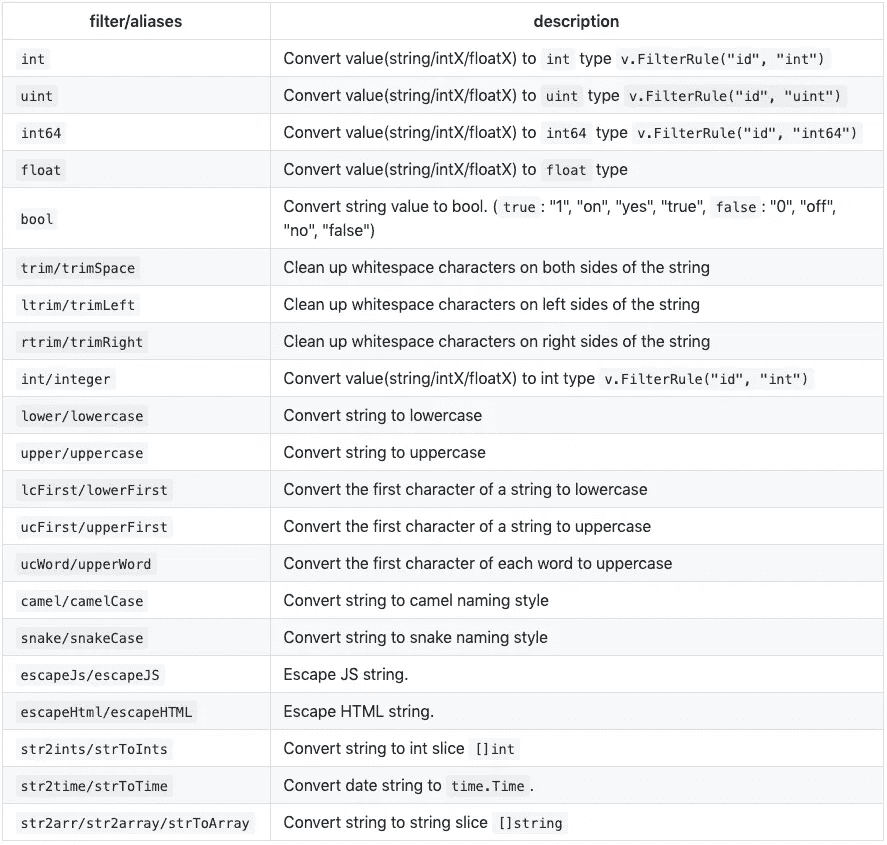 filter/aliases description
int Convert value(string/intX/floatX) to int type v.FilterRule("id", "int")
uint Convert value(string/intX/floatX) to uint type v.FilterRule("id", "uint")
int64 Convert value(string/intX/floatX) to int64 type v.FilterRule("id", "int64")
float Convert value(string/intX/floatX) to float type
bool Convert string value to bool. ( true : "1", "on", "yes", "true", false : "0", "off",
"no", "false")
trim/trimSpace Clean up whitespace characters on both sides of the string
ltrim/trimLeft Clean up whitespace characters on left sides of the string
rtrim/trimRight Clean up whitespace characters on right sides of the string
int/integer Convert value(string/intX/floatX) to int type v.FilterRule("id", "int")
lower/lowercase Convert string to lowercase
upper/uppercase Convert string to uppercase
lcFirst/lowerFirst Convert the first character of a string to lowercase
ucFirst/upperFirst Convert the first character of a string to uppercase
ucWord/upperWord Convert the first character of each word to uppercase
camel/camelCase Convert string to camel naming style
snake/snakeCase Convert string to snake naming style
escapeJs/escapeJS Escape JS string.
escapeHtml/escapeHTML Escape HTML string.
str2ints/strToInts Convert string to int slice []int
str2time/strToTime Convert date string to time.Time .
str2arr/str2array/strToArray Convert string to string slice []string